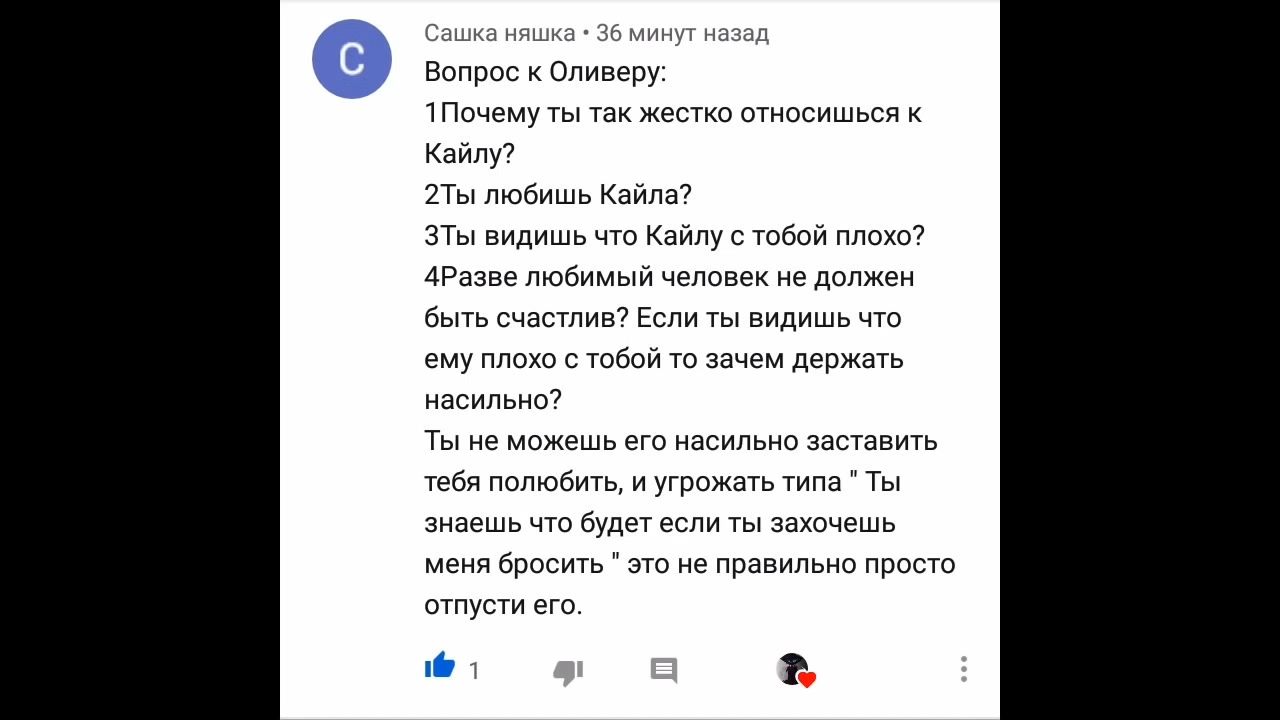 С
Сашка няшка • 36 минут назад
Вопрос к Оливеру:
1Почему ты так жестко относишься к
Кайлу?
2Ты любишь Кайла?
3Ты видишь что Кайлу с тобой плохо?
4Разве любимый человек не должен
быть счастлив? Если ты видишь что
ему плохо с тобой то зачем держать
насильно?
Ты не можешь его насильно заставить
тебя полюбить, и угрожать типа " Ты
знаешь что будет если ты захочешь
меня бросить " это не правильно просто
отпусти его.
1